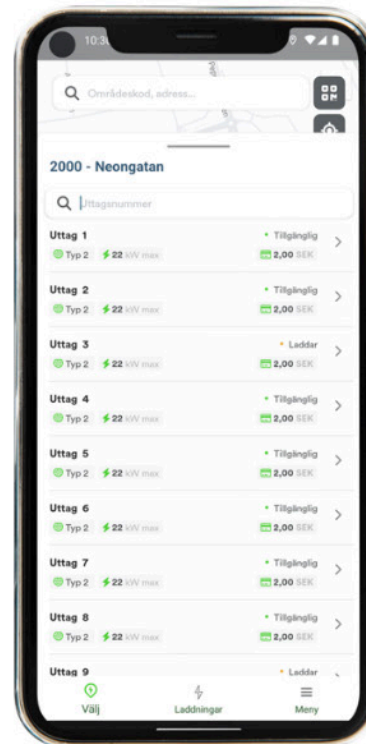 10:3
Områdeskod, adress...
2000 - Neongatan
Uttagsnummer
Uttag 1 Tillgänglig
Typ 2 22 kW max 2,00 SEK
Uttag 2 Tillgänglig
Typ 2 22 kW max 2,00 SEK
Uttag 3 Laddar
Typ 2 22 kW max 2,00 SEK
Uttag 4 Tillgänglig
Typ 2 22 kW max 2,00 SEK
Uttag 5 Tillgänglig
Typ 2 22 kW max 2,00 SEK
Uttag 6 Tillgänglig
Typ 2 22 kW max 2,00 SEK
Uttag 7 Tillgänglig
Typ 2 22 kW max 2,00 SEK
Uttag 8 Tillgänglig
Typ 2 22 kW max 2,00 SEK
Uttag 9 Laddar
Välj Laddningar Meny